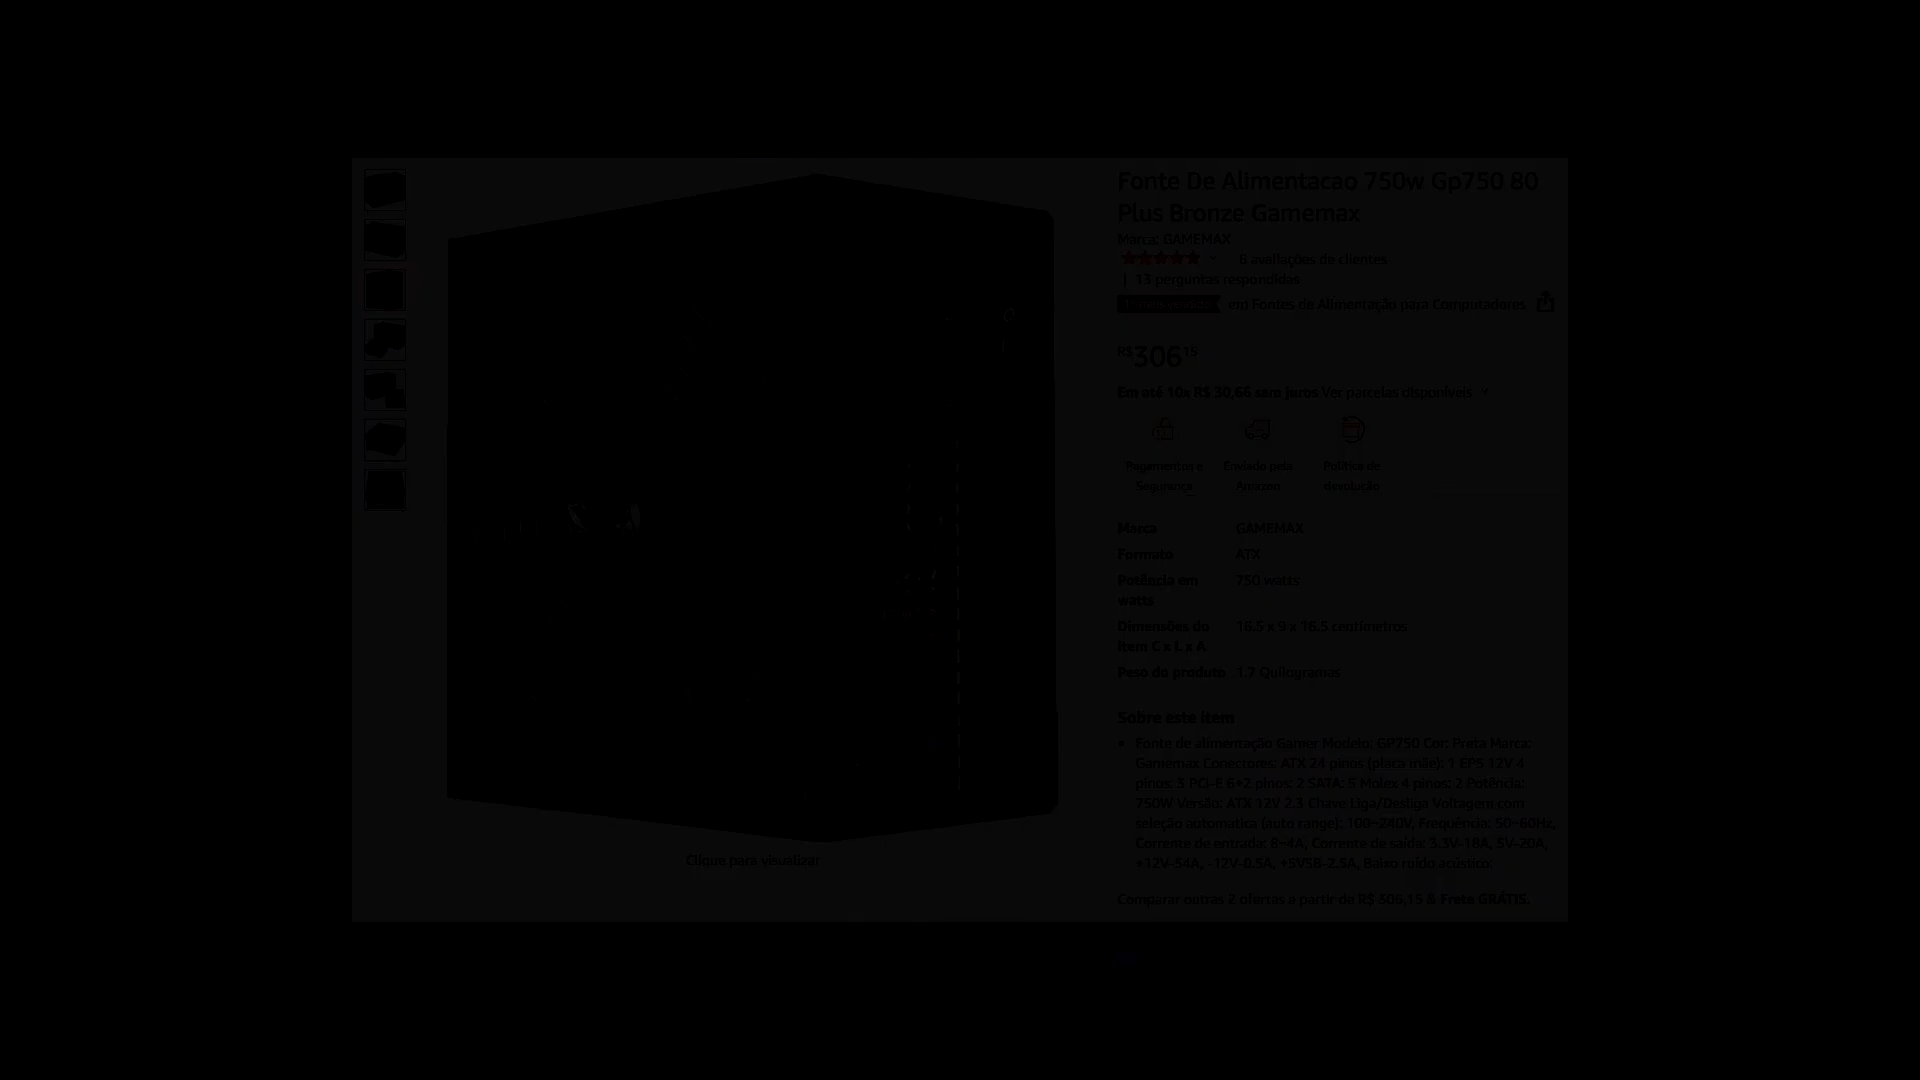 Fonte De Alimentacao 750w Gp750 80
Plus Bronze Gamemax
Marca: GAMEMAX
6 avaliações de clientes
| 13 perguntas respondidas
em Fontes de Alimentação para Computadores
R$306 15
Em até 10x R$ 30,66 sem juros Ver parcelas disponíveis
Pagamentos e Segurança
Enviado pela Amazon
Política de devolução
Marca GAMEMAX
Formato ATX
Potência em 750 watts
watts
Dimensões do 16.5 x 9 x 16.5 centímetros
item C x L x A
Peso do produto 1.7 Quilogramas
Sobre este item
• Fonte de alimentação Gamer Modelo: GP750 Cor: Preta Marca:
Gamemax Conectores: ATX 24 pinos (placa mãe): 1 EPS 12V 4
pinos: 3 PCI-E 6+2 pinos: 2 SATA: 5 Molex 4 pinos: 2 Potência:
750W Versão: ATX 12V 2.3 Chave Liga/Desliga Voltagem com
seleção automatica (auto range): 100~240V, Frequência: 50~60Hz,
Corrente de entrada: 8~4A, Corrente de saída: 3.3V-18A, 5V-20A,
+12V-54A, -12V-0.5A, +5VSB-2.5A, Baixo ruído acústico;
Comparar outras 2 ofertas a partir de R$ 306,15 & Frete GRÁTIS.
Clique para visualizar